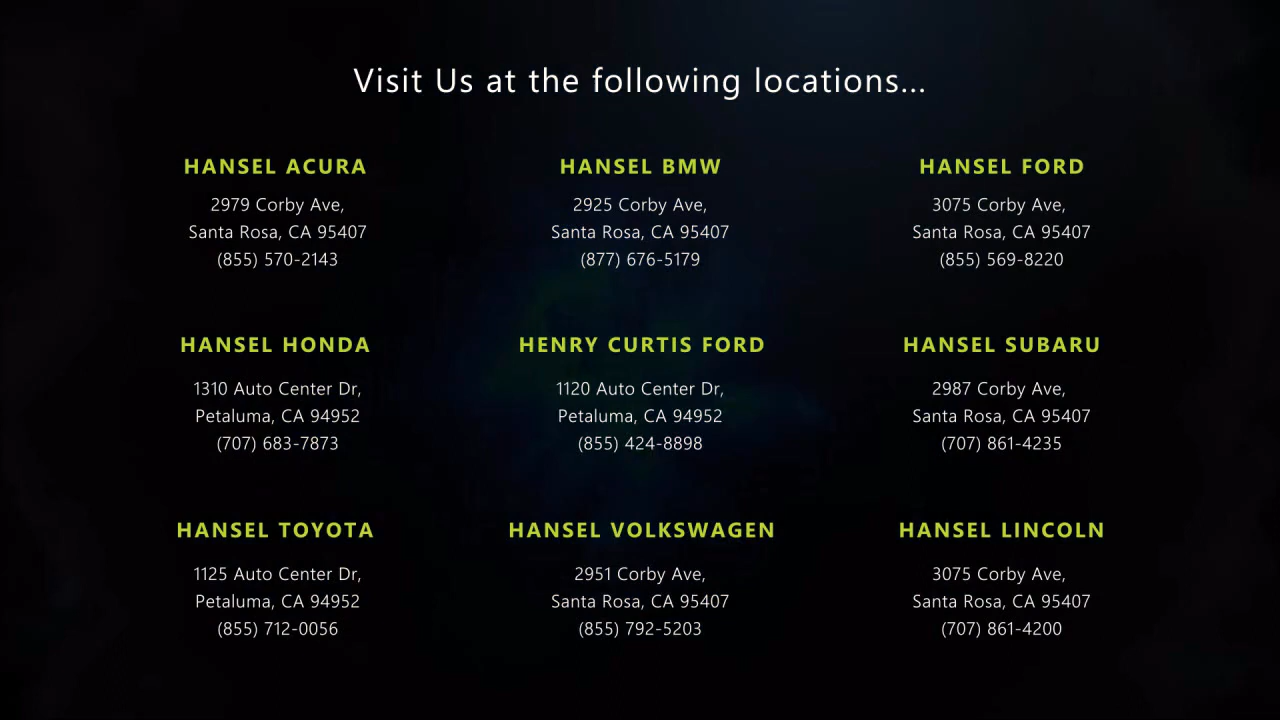 Visit Us at the following locations...
HANSEL ACURA
2979 Corby Ave,
Santa Rosa, CA 95407
(855) 570-2143
HANSEL BMW
2925 Corby Ave,
Santa Rosa, CA 95407
(877) 676-5179
HANSEL FORD
3075 Corby Ave,
Santa Rosa, CA 95407
(855) 569-8220
HANSEL HONDA
1310 Auto Center Dr,
Petaluma, CA 94952
(707) 683-7873
HENRY CURTIS FORD
1120 Auto Center Dr,
Petaluma, CA 94952
(855) 424-8898
HANSEL SUBARU
2987 Corby Ave,
Santa Rosa, CA 95407
(707) 861-4235
HANSEL TOYOTA
1125 Auto Center Dr,
Petaluma, CA 94952
(855) 712-0056
HANSEL VOLKSWAGEN
2951 Corby Ave,
Santa Rosa, CA 95407
(855) 792-5203
HANSEL LINCOLN
3075 Corby Ave,
Santa Rosa, CA 95407
(707) 861-4200